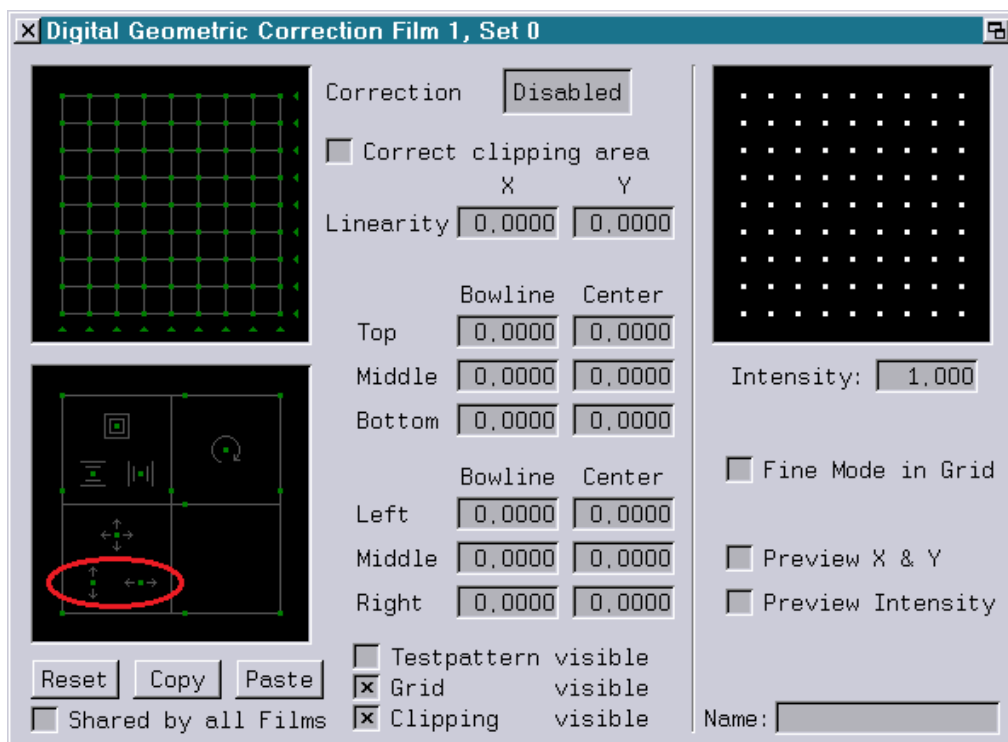 Digital Geometric Correction Film 1, Set 0
Correction Disabled
Correct clipping area
X Y
Linearity 0,0000 0,0000
Bowline Center
Top 0,0000 0,0000
Middle 0,0000 0,0000
Bottom 0,0000 0,0000
Bowline Center
Left 0,0000 0,0000
Middle 0,0000 0,0000
Right 0,0000 0,0000
Testpattern visible
Grid visible
Clipping visible
Reset Copy Paste
Shared by all Films
Intensity: 1,000
Fine Mode in Grid
Preview X & Y
Preview Intensity
Name: